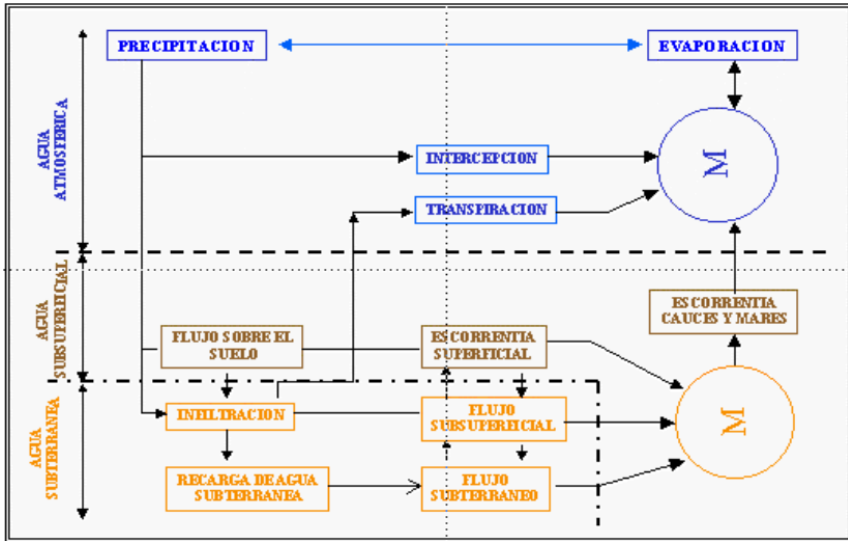 PRECIPITACION
EVAPORACION
AGUA
ATMOSFERICA
INTERCEPCION
M
TRANSPIRACION
AGUA
SUBSUPERFICIAL
ESCORRENTIA
CAUCES Y MARES
FLUJO SOBRE EL
SUELO
ESCORRENTIA
SUPERFICIAL
AGUA
SUBTERRANEA
INFILTRACION
FLUJO
SUBSUPERFICIAL
M
RECARGA DE AGUA
SUBTERRANEA
FLUJO
SUBTERRANEO